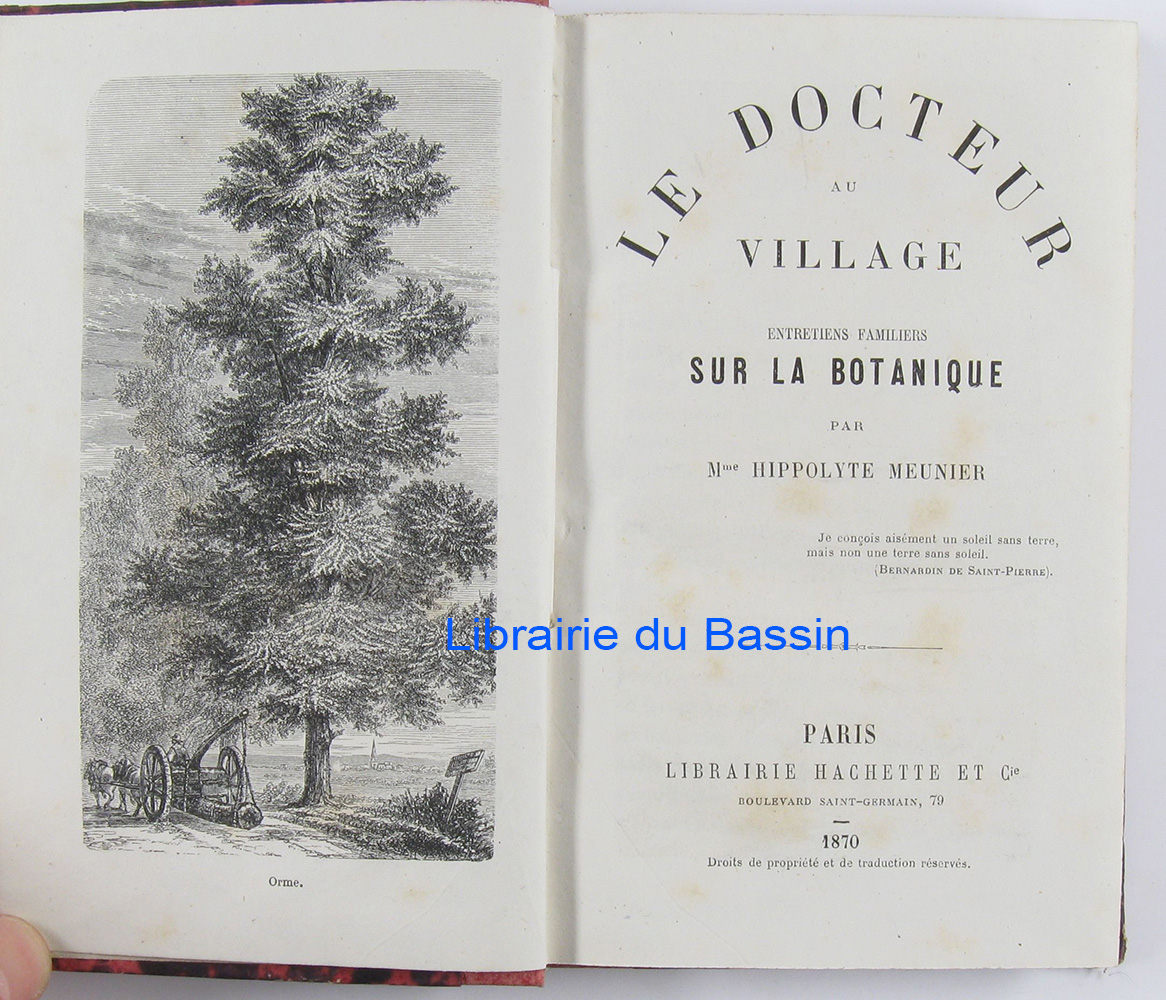 Orme.
LE DOCTEUR
AU
VILLAGE
ENTRETIENS FAMILIERS
SUR LA BOTANIQUE
PAR
Mme HIPPOLYTE MEUNIER
Je conçois aisément un soleil sans terre,
mais non une terre sans soleil.
(BERNARDIN DE SAINT-PIERRE).
Librairie du Bassin
PARIS
LIBRAIRIE HACHETTE ET Cie
BOULEVARD SAINT-GERMAIN, 79
1870
Droits de propriété et de traduction réservés.